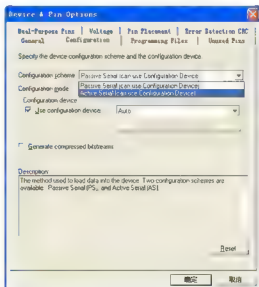 Device & Pin Options
Dual-Purpose Pins | Voltage | Pin Placement | Error Detection CRC
General | Configuration | Programming Files | Unused Pins
Specify the device configuration scheme and the configuration device.
Configuration scheme: Passive Serial (can use Configuration Device)
Passive Serial (can use Configuration Device)
Configuration mode: Active Serial (can use Configuration Device)
Configuration device
Use configuration device: Auto
Generate compressed bitstreams
Description:
The method used to load data into the device. Two configuration schemes are
available: Passive Serial (PS), and Active Serial (AS).
Reset
确定
取消